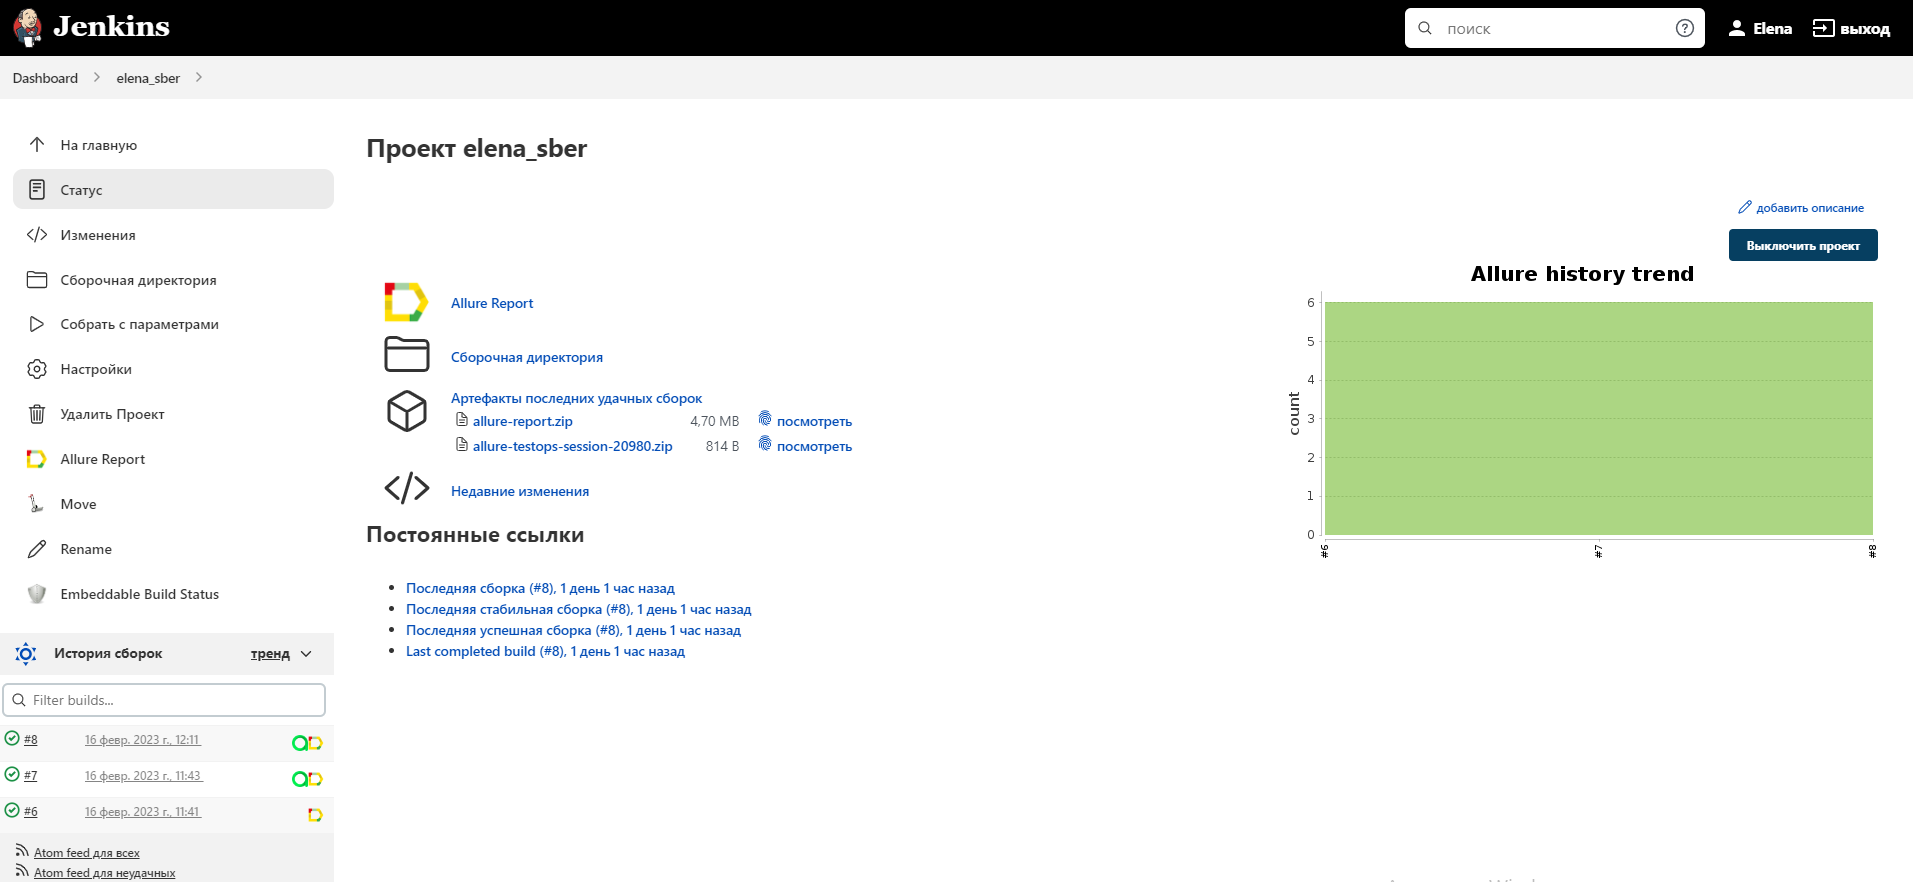 Jenkins
поиск
Elena
выход
Dashboard
elena_sber
На главную
Статус
Изменения
Сборочная директория
Собрать с параметрами
Настройки
Удалить Проект
Allure Report
Move
Rename
Embeddable Build Status
История сборок
тренд
Filter builds...
#8 16 февр. 2023 г., 12:11
#7 16 февр. 2023 г., 11:43
#6 16 февр. 2023 г., 11:41
Atom feed для всех
Atom feed для неудачных
Проект elena_sber
добавить описание
Выключить проект
Allure Report
Сборочная директория
Артефакты последних удачных сборок
allure-report.zip 4,70 MB посмотреть
allure-testops-session-20980.zip 814 B посмотреть
Недавние изменения
Постоянные ссылки
Последняя сборка (#8), 1 день 1 час назад
Последняя стабильная сборка (#8), 1 день 1 час назад
Последняя успешная сборка (#8), 1 день 1 час назад
Last completed build (#8), 1 день 1 час назад
Allure history trend
count
6
5
4
3
2
1
0
#6
#7
#8